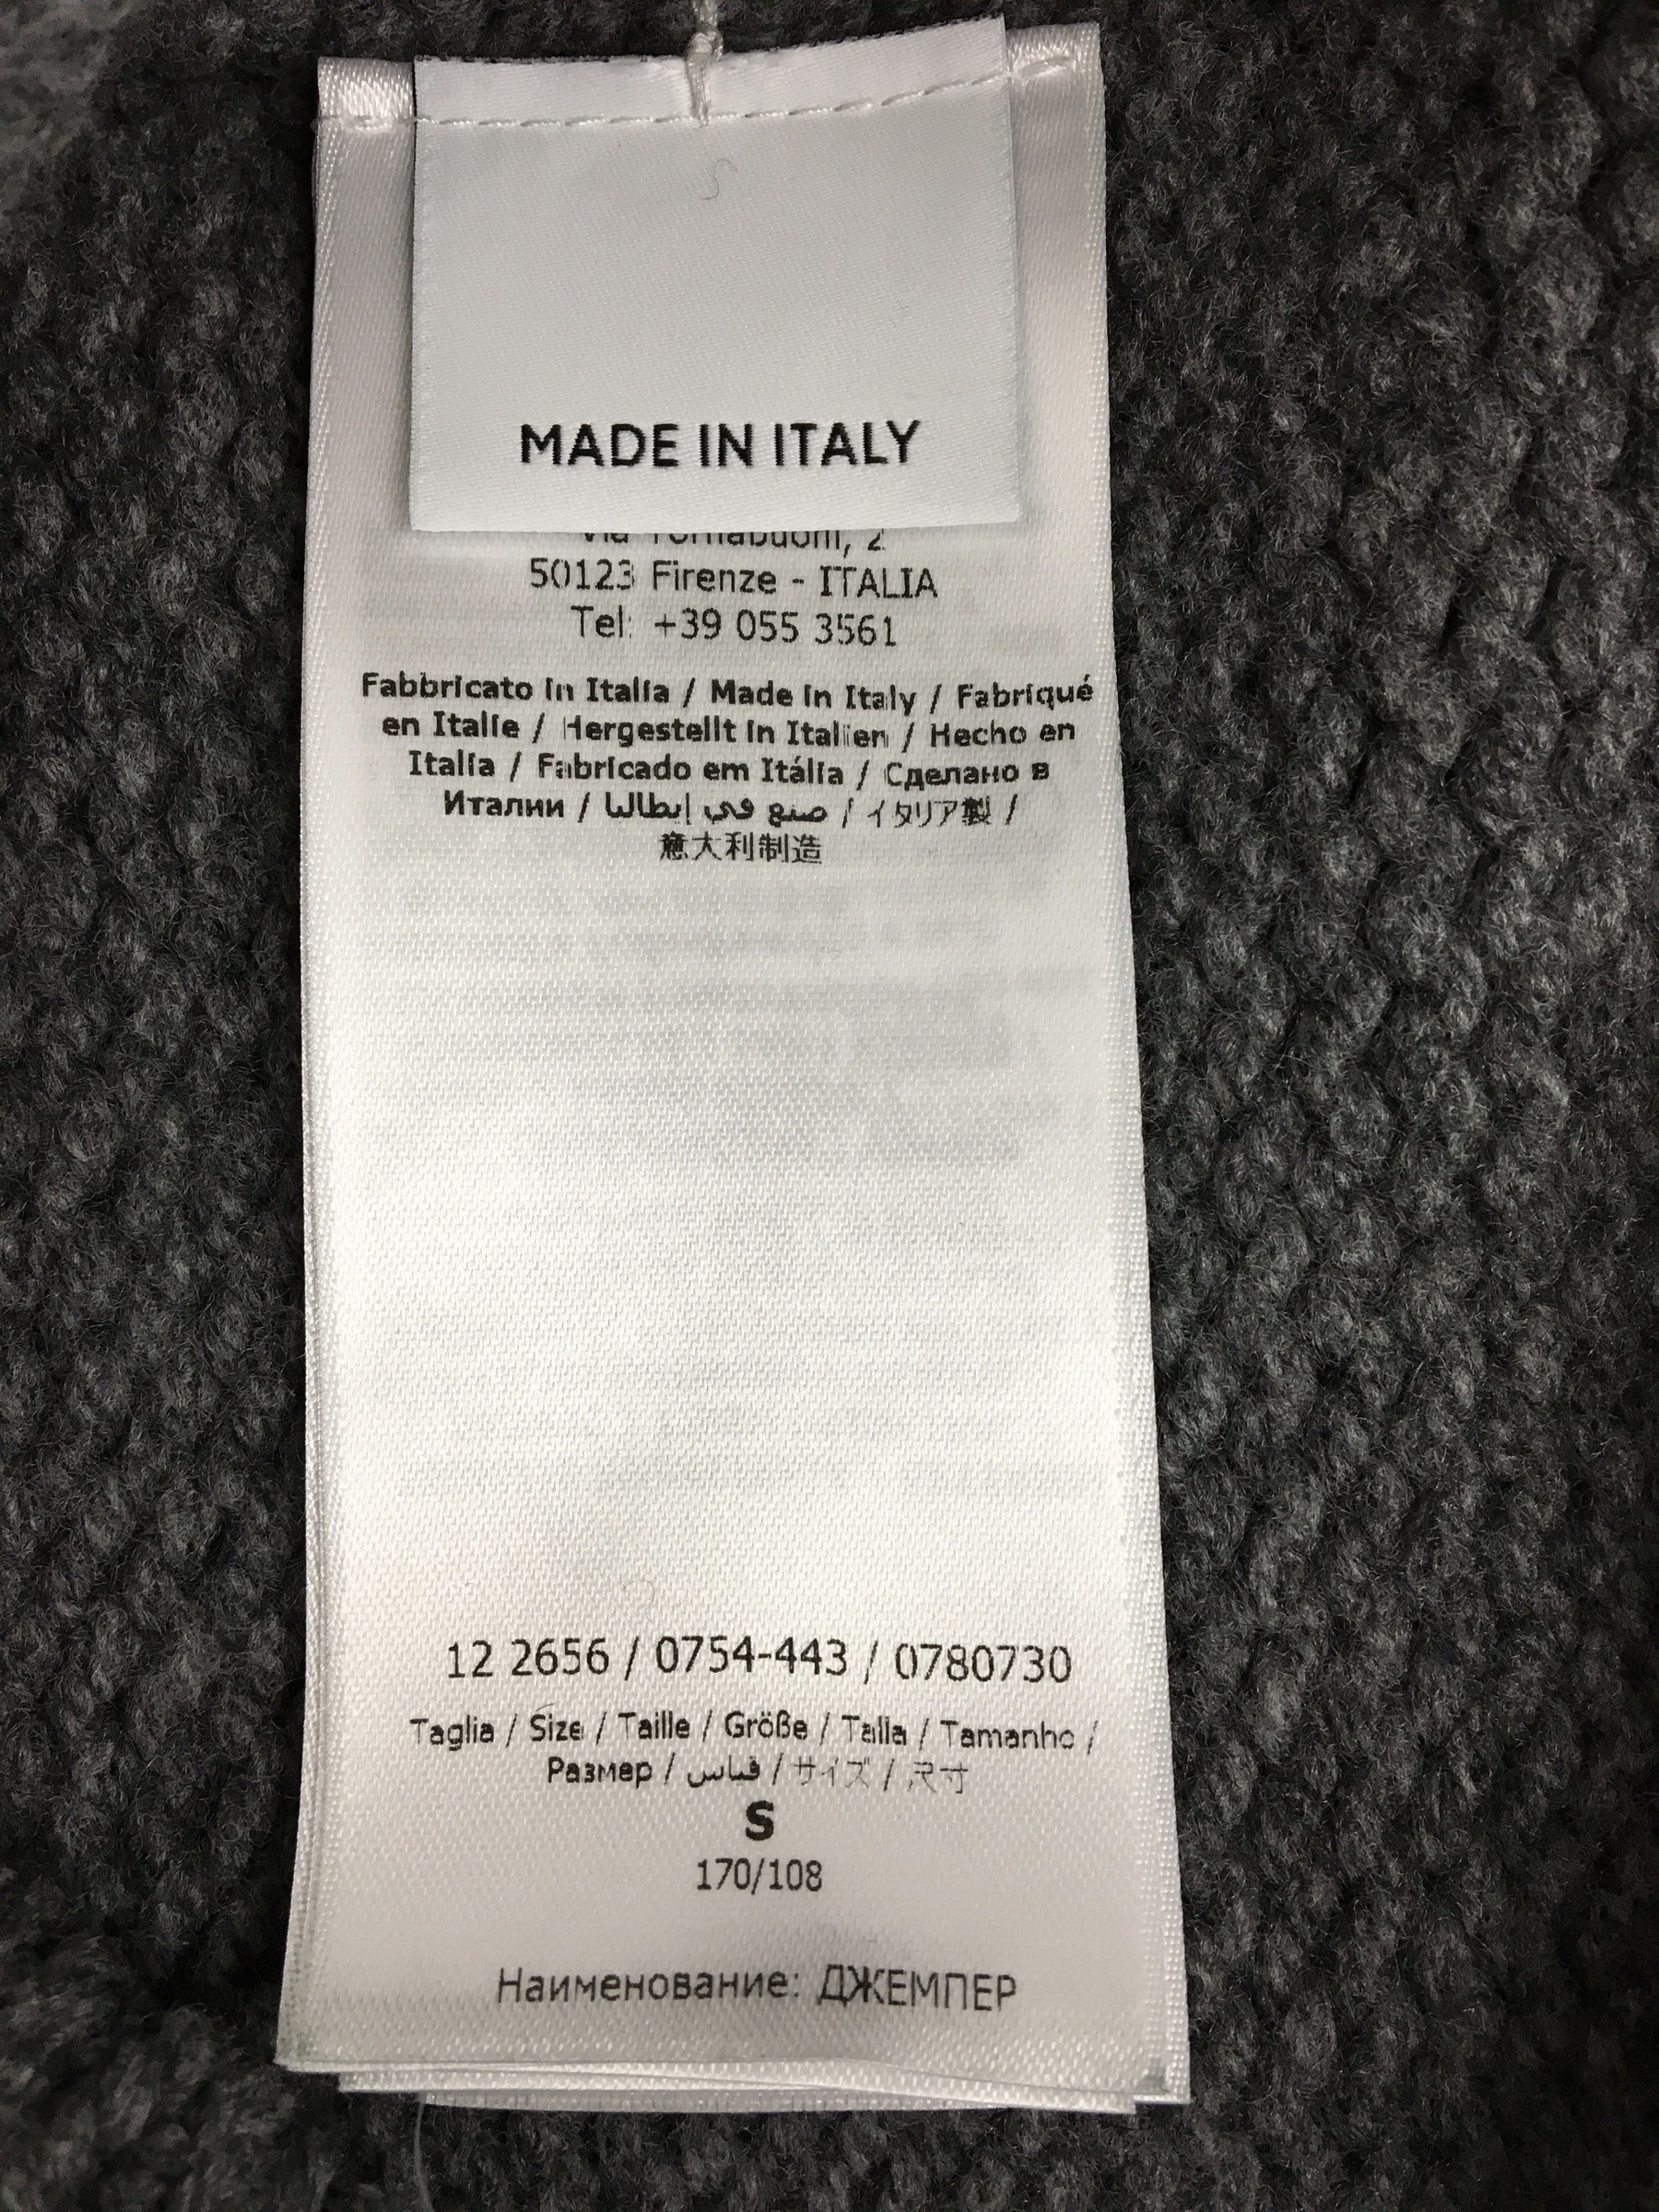 MADE IN ITALY
Via Tornabuoni, 2
50123 Firenze - ITALIA
Tel: +39 055 3561
Fabbricato in Italia / Made in Italy / Fabriqué
en Italie / Hergestellt in Italien / Hecho en
Italia / Fabricado em Itália / Сделано в
Италии / صنع في إيطاليا / イタリア製 /
意大利制造
12 2656 / 0754-443 / 0780730
Taglia / Size / Taille / Größe / Talla / Tamanho /
Размер / قياس / サイズ / 尺寸
S
170/108
Наименование: ДЖЕМПЕР